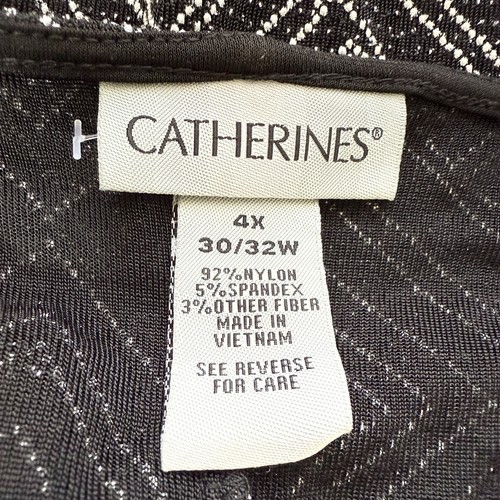 CATHERINES®
4X
30/32W
92%NYLON
5%SPANDEX
3%OTHER FIBER
MADE IN
VIETNAM
SEE REVERSE
FOR CARE